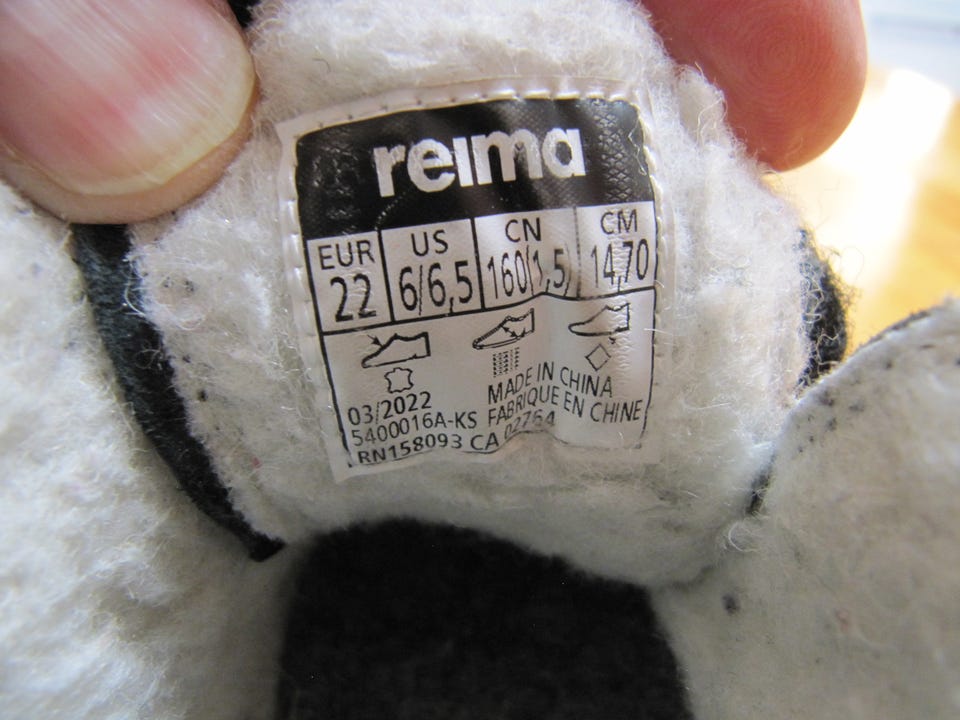 reima
EUR US CN CM
22 6/6,5 160/1,5 14,70
03/2022
5400016A-KS
RN158093 CA 02764
MADE IN CHINA
FABRIQUE EN CHINE